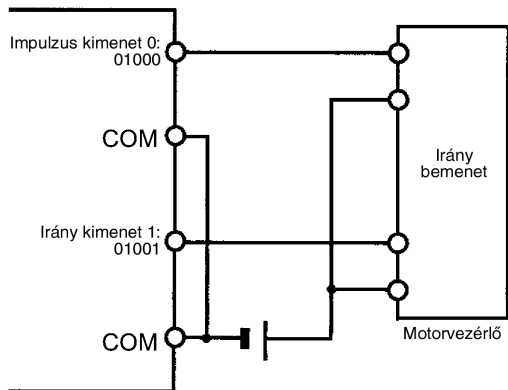 Impulzus kimenet 0:
01000
COM
Irány kimenet 1:
01001
COM
Irány
bemenet
Motorvezérlő